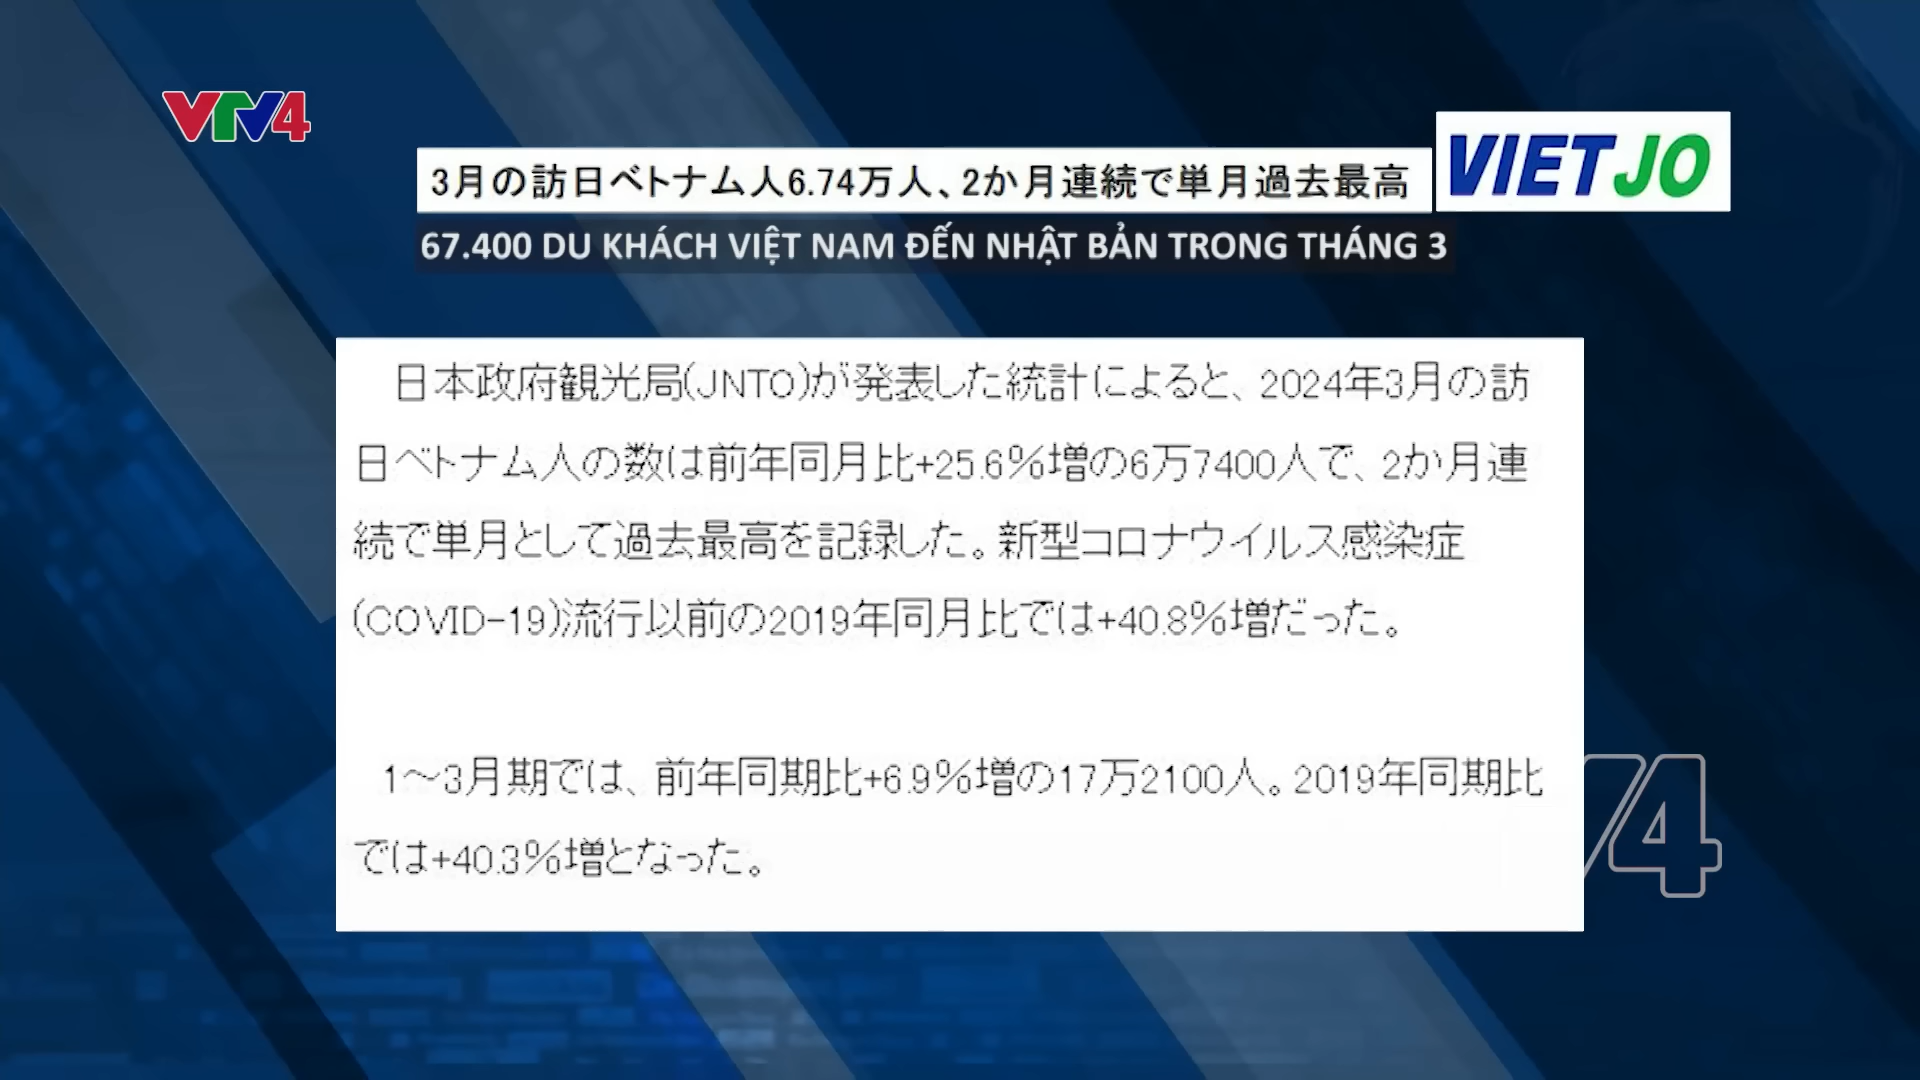 VTV4
3月の訪日ベトナム人6.74万人、2か月連続で単月過去最高
VIETJO
67.400 DU KHÁCH VIỆT NAM ĐẾN NHẬT BẢN TRONG THÁNG 3
日本政府観光局(JNTO)が発表した統計によると、2024年3月の訪
日ベトナム人の数は前年同月比+25.6%増の6万7400人で、2か月連
続で単月として過去最高を記録した。新型コロナウイルス感染症
(COVID-19)流行以前の2019年同月比では+40.8%増だった。
1～3月期では、前年同期比+6.9%増の17万2100人。2019年同期比
では+40.3%増となった。
4